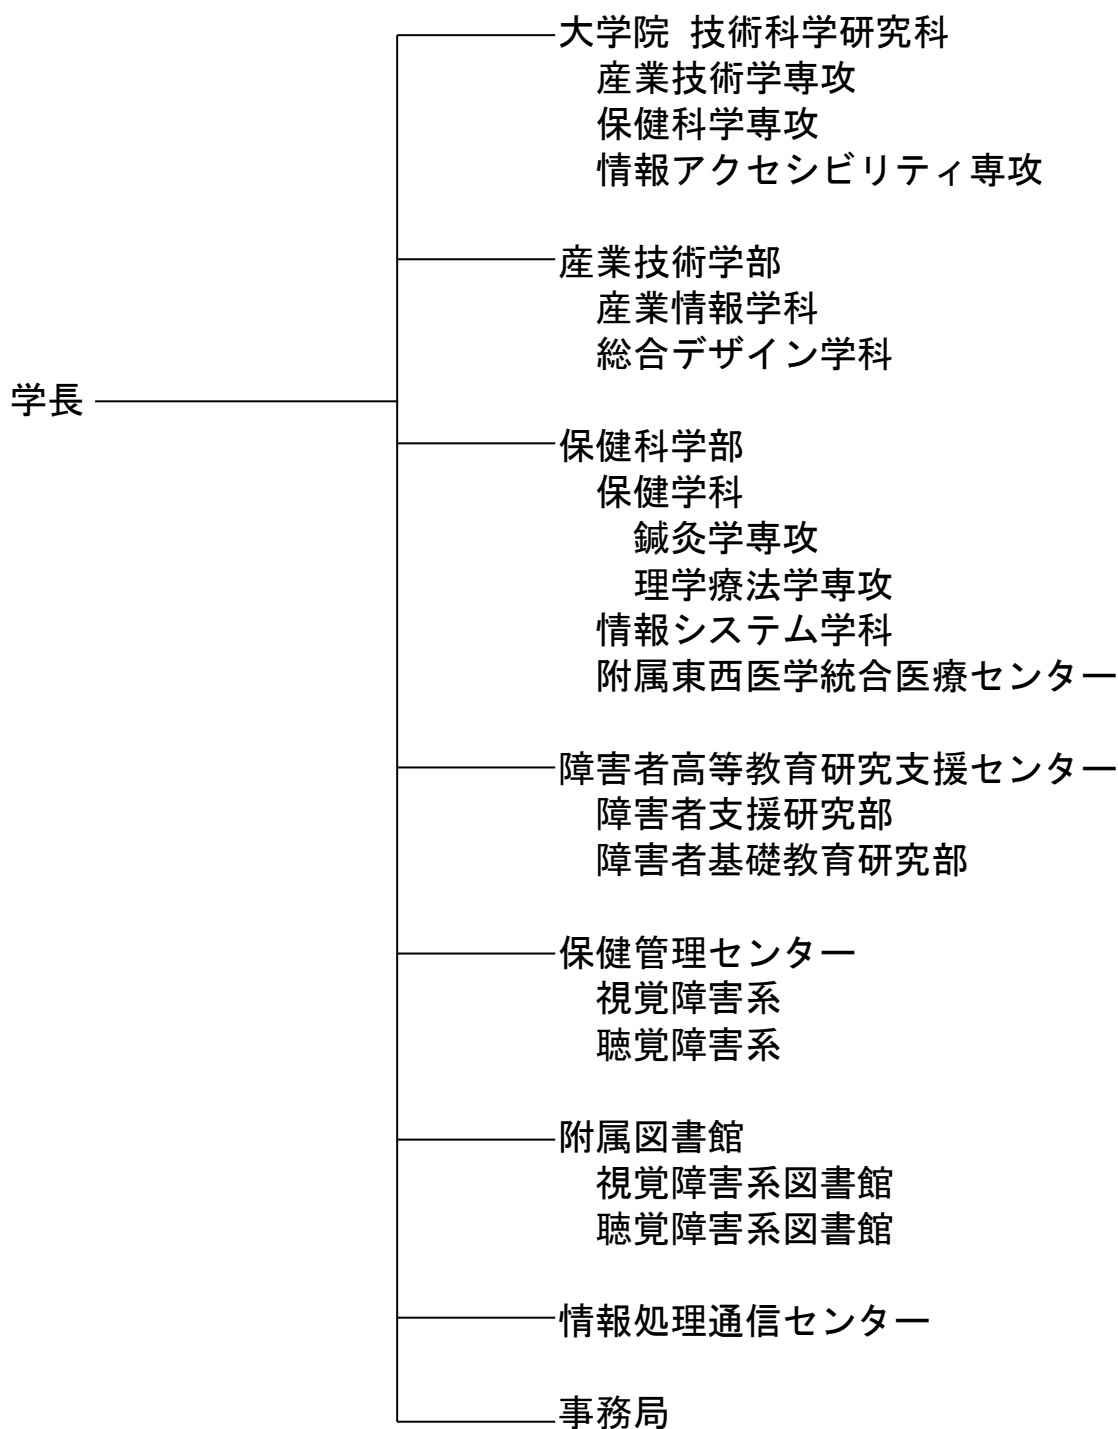 大学院 技術科学研究科
産業技術学専攻
保健科学専攻
情報アクセシビリティ専攻
産業技術学部
産業情報学科
総合デザイン学科
学長
保健科学部
保健学科
鍼灸学専攻
理学療法学専攻
情報システム学科
附属東西医学統合医療センター
障害者高等教育研究支援センター
障害者支援研究部
障害者基礎教育研究部
保健管理センター
視覚障害系
聴覚障害系
附属図書館
視覚障害系図書館
聴覚障害系図書館
情報処理通信センター
事務局